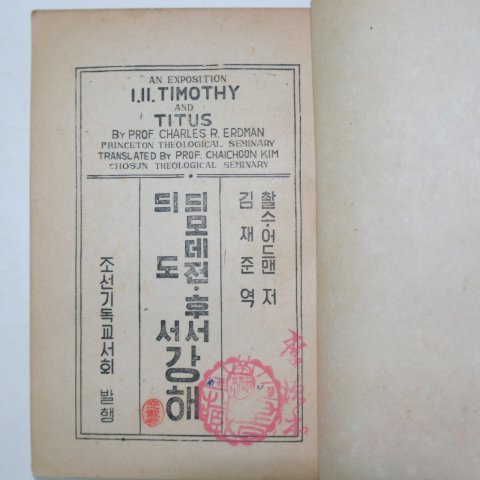 AN EXPOSITION
I.II. TIMOTHY
AND
TITUS
BY PROF. CHARLES R. ERDMAN
PRINCETON THEOLOGICAL SEMINARY
TRANSLATED BY PROF. CHAICHOON KIM
CHOSUN THEOLOGICAL SEMINARY
촬스·어드맨 저
김재준 역
듸모데전·후서
듸도서
강해
조선기독교서회 발행